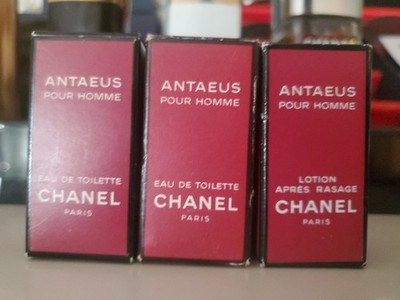 ANTAEUS
POUR HOMME
EAU DE TOILETTE
CHANEL
PARIS
ANTAEUS
POUR HOMME
EAU DE TOILETTE
CHANEL
PARIS
ANTAEUS
POUR HOMME
LOTION
APRÈS RASAGE
CHANEL
PARIS